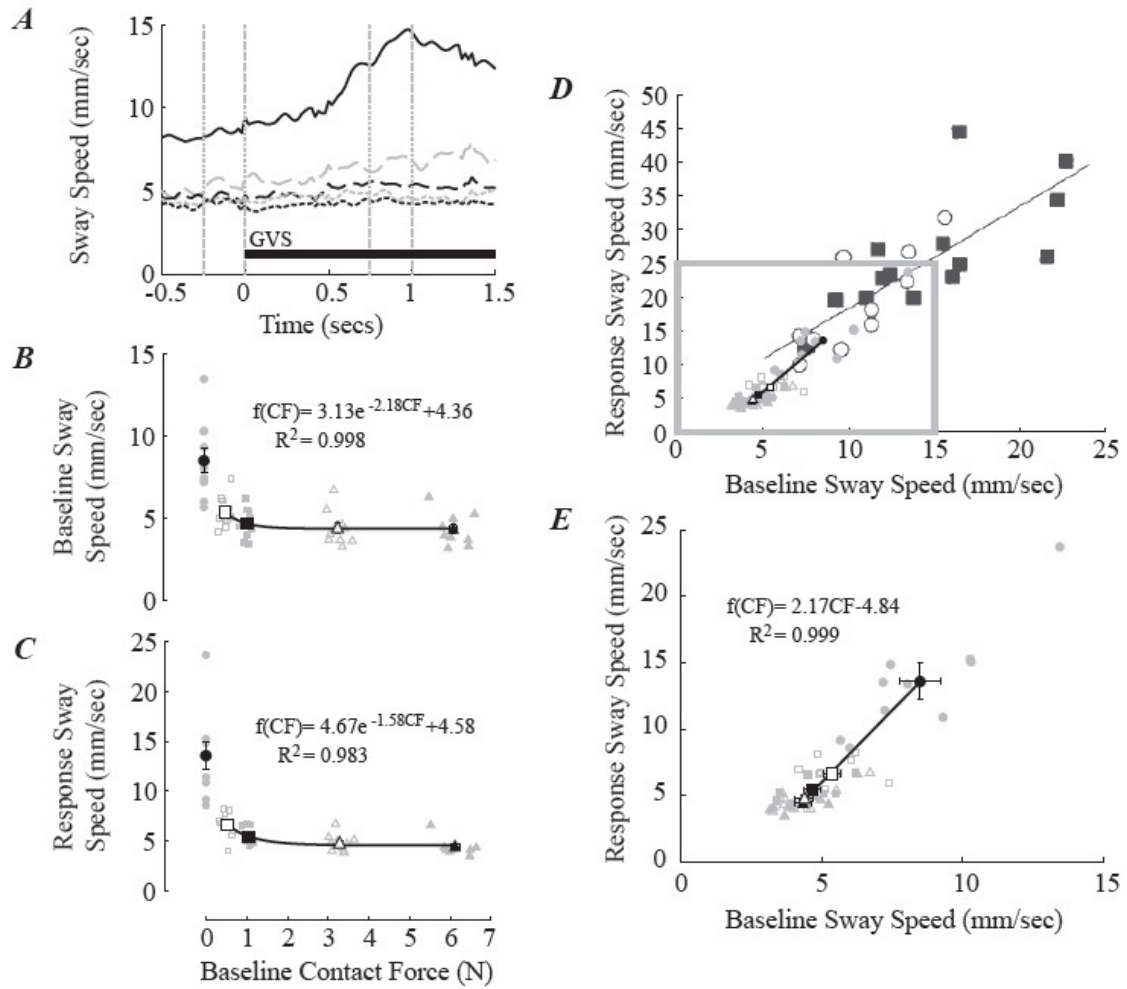 A
Sway Speed (mm/sec)
15
10
5
0
GVS
-0.5
0
0.5
1
1.5
Time (secs)
B
Baseline Sway
Speed (mm/sec)
15
10
5
0
f(CF)= 3.13e -2.18CF +4.36
R2 = 0.998
C
Response Sway
Speed (mm/sec)
25
20
15
10
5
0
f(CF)= 4.67e -1.58CF +4.58
R2 = 0.983
0
1
2
3
4
5
6
7
Baseline Contact Force (N)
D
Response Sway Speed (mm/sec)
50
45
40
35
30
25
20
15
10
5
0
0
5
10
15
20
25
Baseline Sway Speed (mm/sec)
E
Response Sway Speed (mm/sec)
25
20
15
10
5
0
f(CF)= 2.17CF-4.84
R2 = 0.999
0
5
10
15
Baseline Sway Speed (mm/sec)